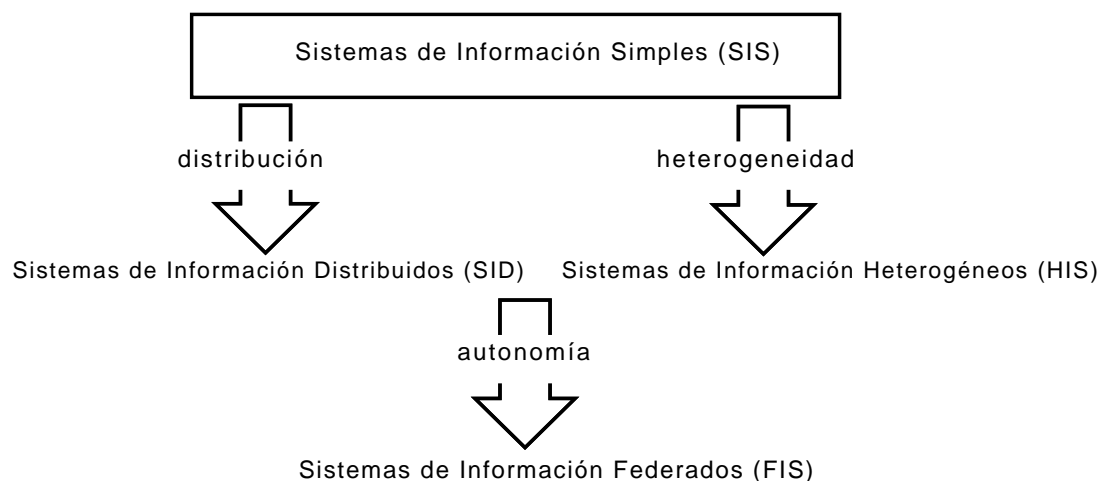 Sistemas de Información Simples (SIS)
distribución
heterogeneidad
Sistemas de Información Distribuidos (SID)
Sistemas de Información Heterogéneos (HIS)
autonomía
Sistemas de Información Federados (FIS)